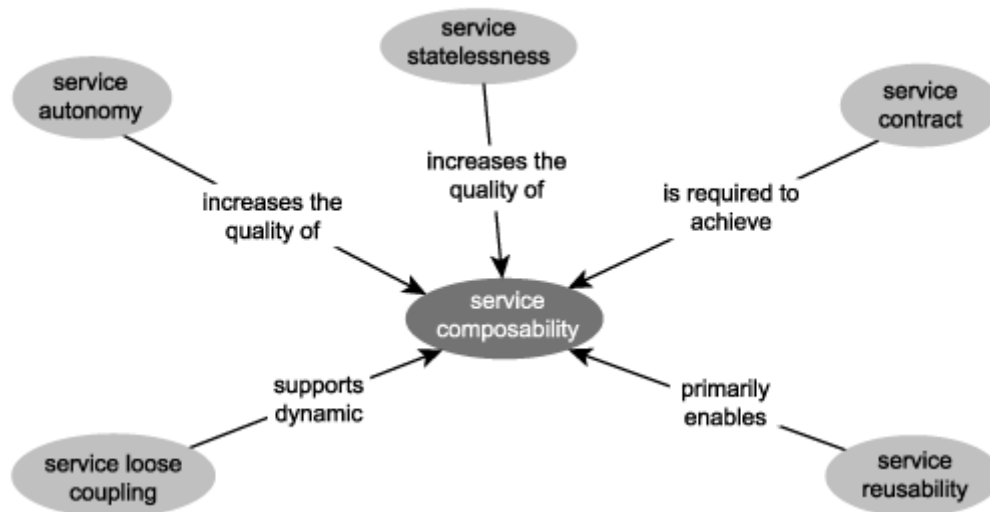 service
statelessness
service
autonomy
service
contract
increases the
quality of
increases the
quality of
is required to
achieve
service
composability
supports
dynamic
primarily
enables
service loose
coupling
service
reusability